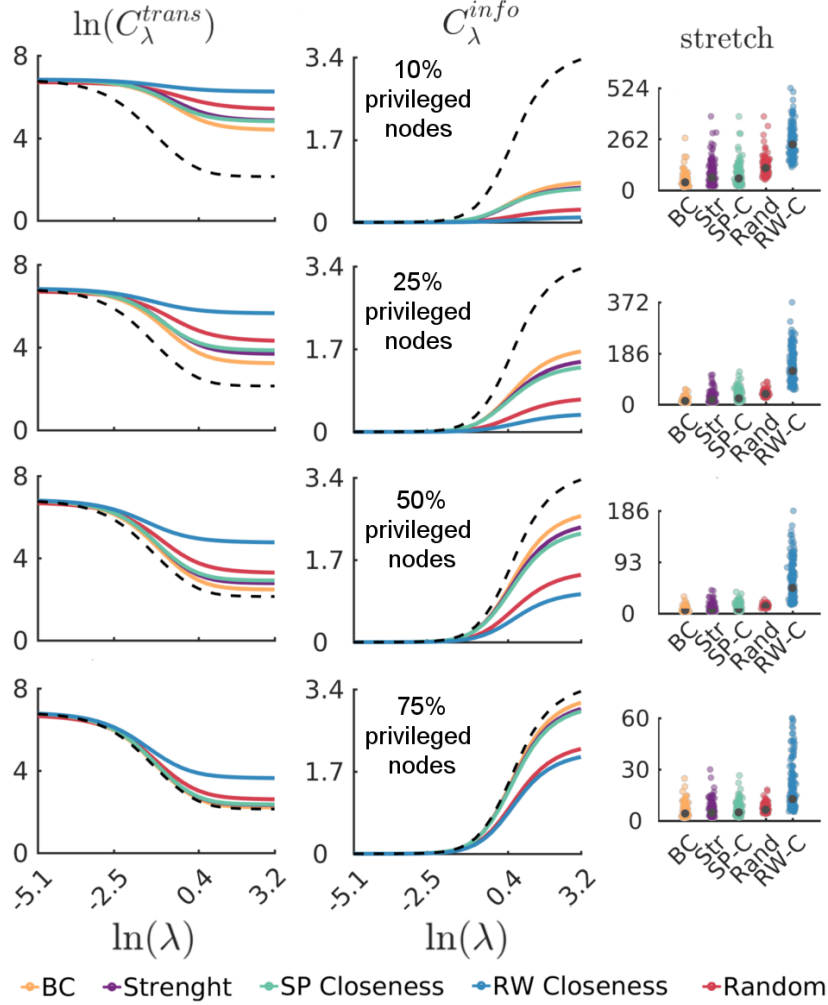 ln(C_λ^trans) C_λ^info stretch
8
4
0
3.4
1.7
0
10%
privileged
nodes
524
262
0
BC Str SP-C Rand RW-C
8
4
0
3.4
1.7
0
25%
privileged
nodes
372
186
0
BC Str SP-C Rand RW-C
8
4
0
3.4
1.7
0
50%
privileged
nodes
186
93
0
BC Str SP-C Rand RW-C
8
4
0
3.4
1.7
0
75%
privileged
nodes
60
30
0
BC Str SP-C Rand RW-C
-5.1 -2.5 0.4 3.2
-5.1 -2.5 0.4 3.2
ln(λ) ln(λ)
BC Strenght SP Closeness RW Closeness Random